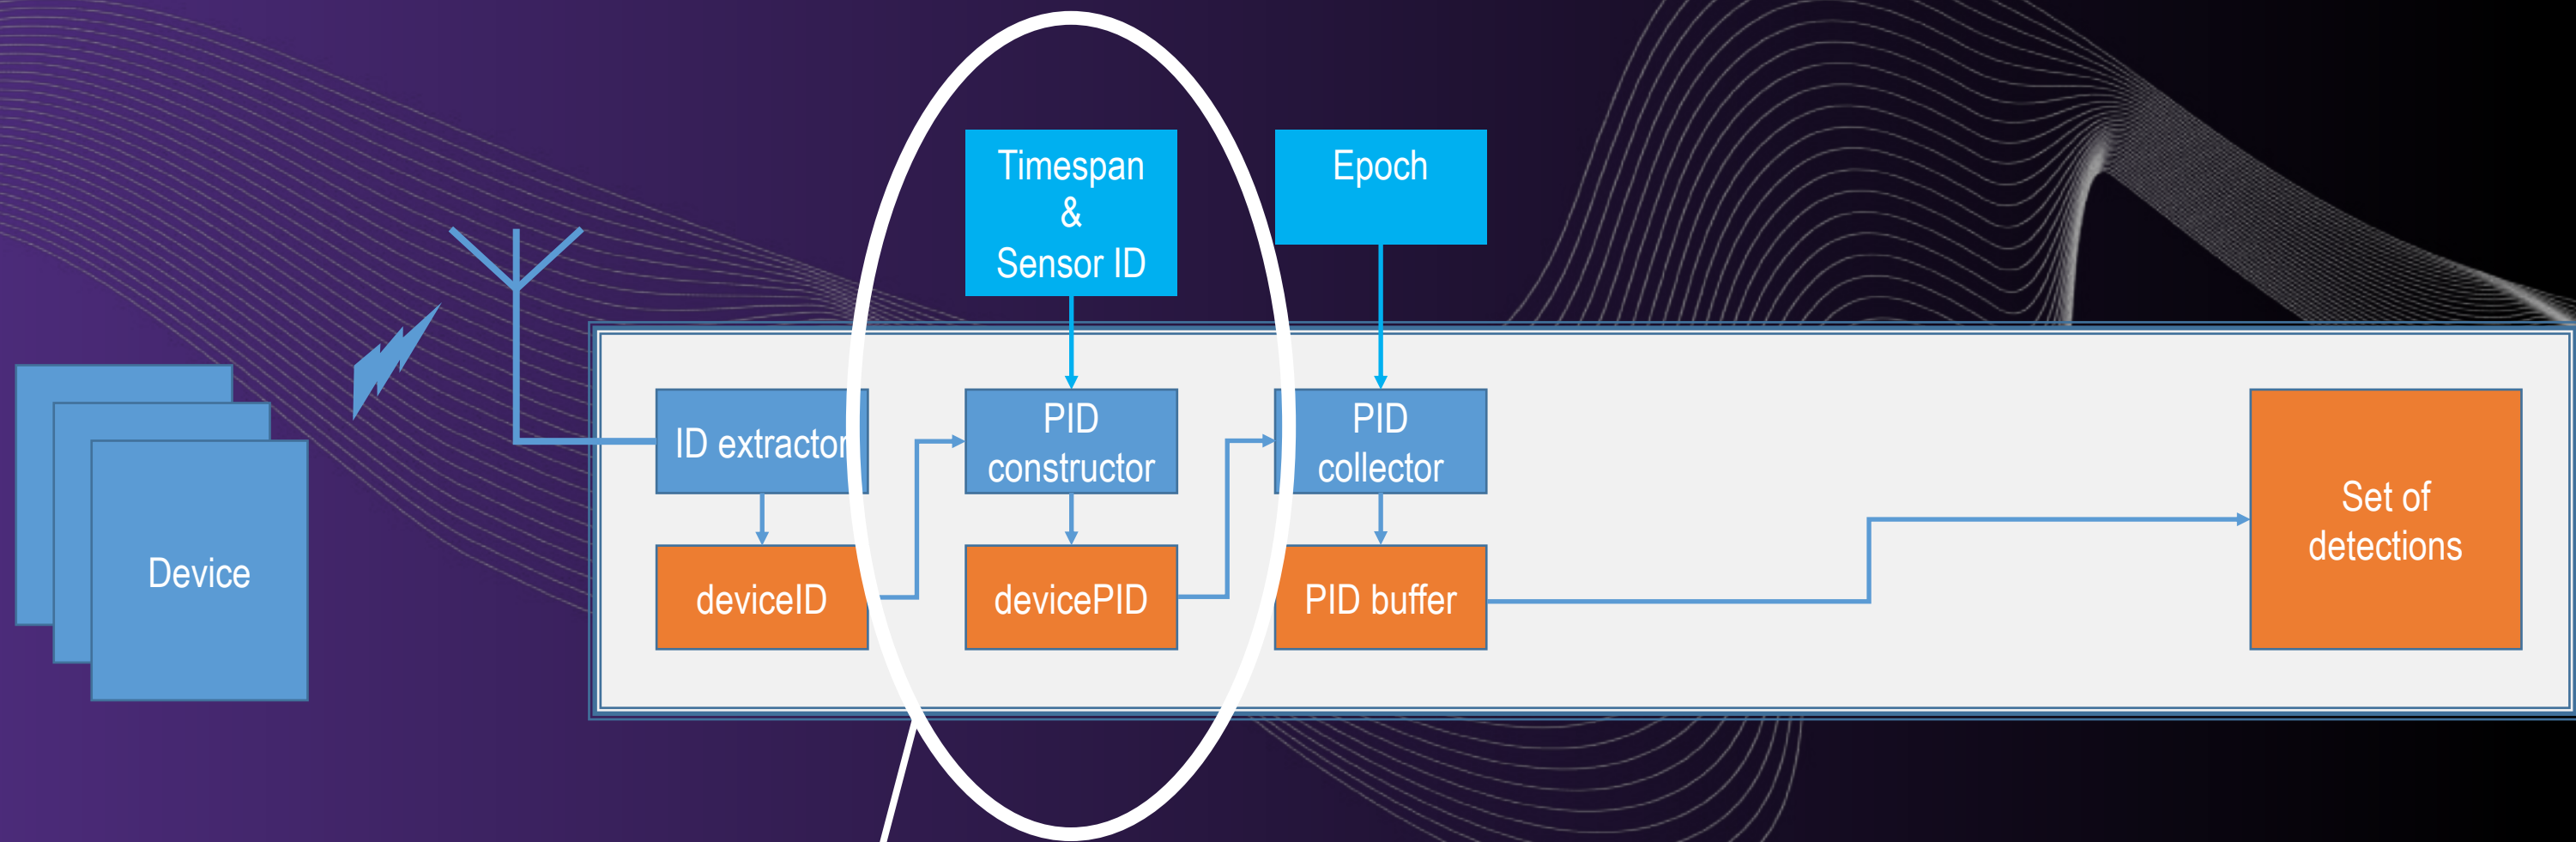 Timespan
&
Sensor ID
Epoch
Device
ID extractor
PID
constructor
PID
collector
deviceID
devicePID
PID buffer
Set of
detections